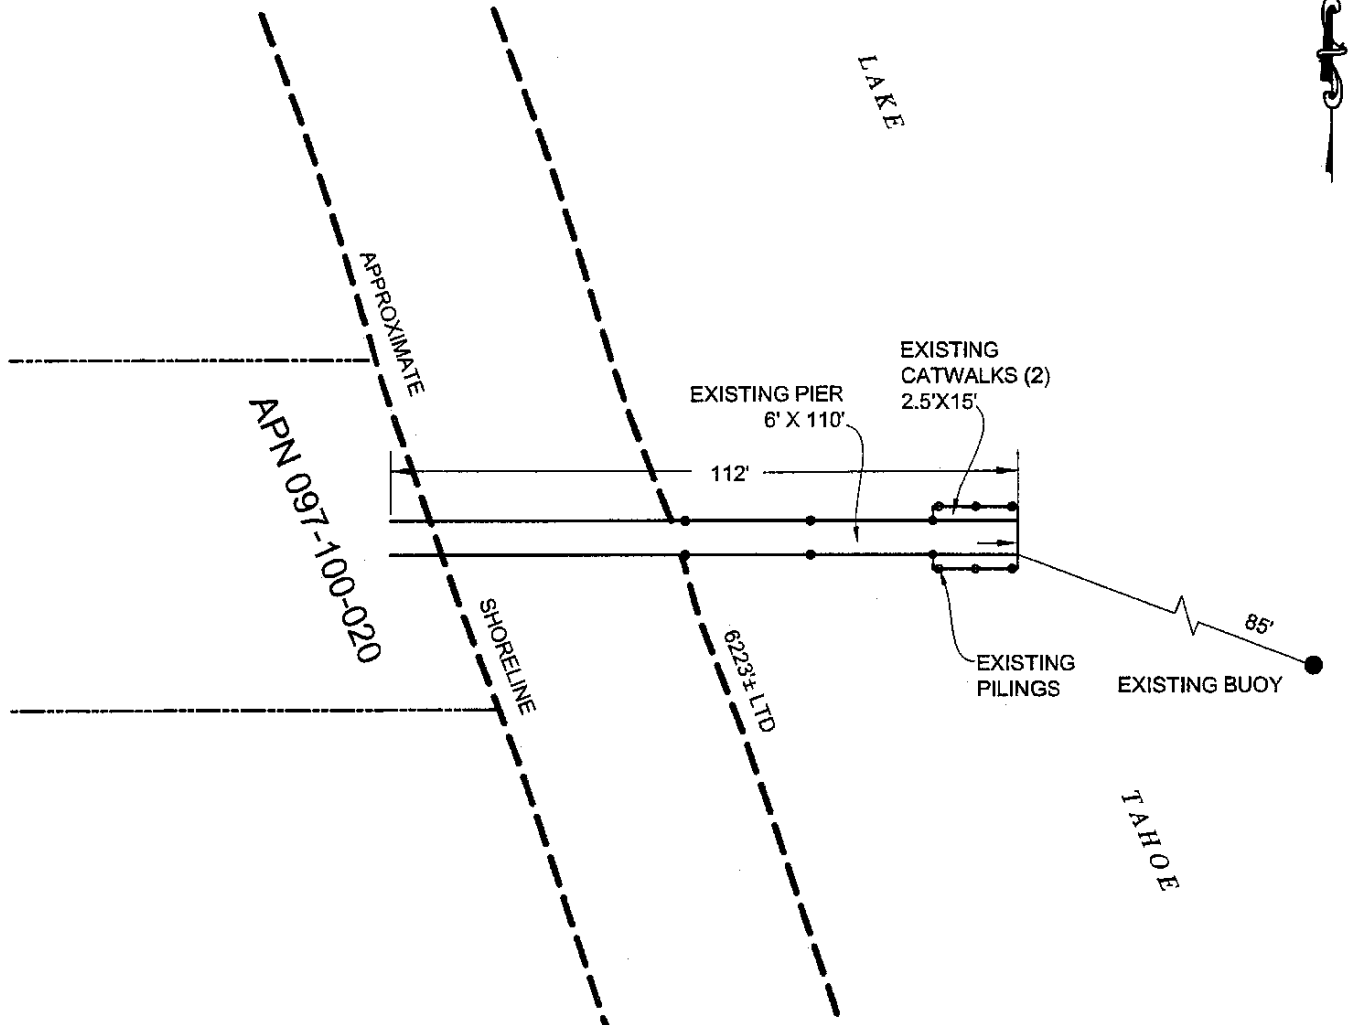 LAKE
APPROXIMATE
EXISTING
CATWALKS (2)
2.5'X15'
EXISTING PIER
6' X 110'
112'
APN 097-100-020
SHORELINE
6223'± LTD
85'
EXISTING
PILINGS
EXISTING BUOY
TAHOE